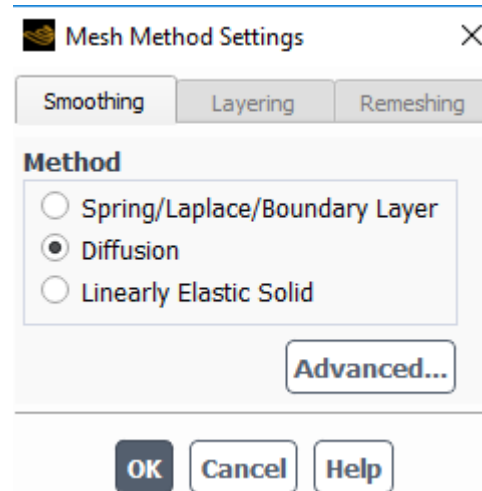 Mesh Method Settings
Smoothing Layering Remeshing
Method
Spring/Laplace/Boundary Layer
Diffusion
Linearly Elastic Solid
Advanced...
OK Cancel Help